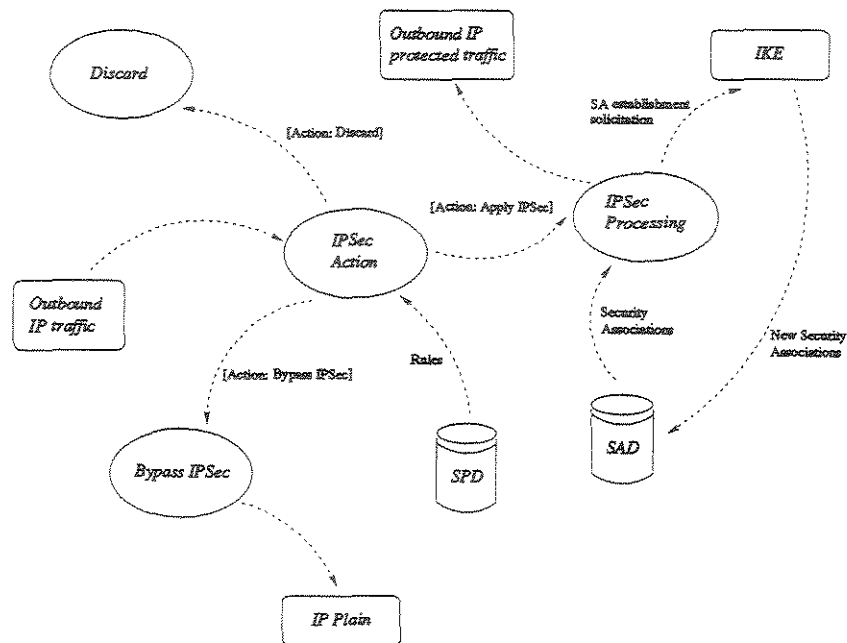 Outbound IP
protected traffic
IKE
Discard
SA establishment
solicitation
[Action: Discard]
[Action: Apply IPSec]
IPSec
Processing
IPSec
Action
Outbound
IP traffic
Security
Associations
New Security
Associations
Rules
[Action: Bypass IPSec]
SAD
Bypass IPSec
SPD
IP Plain